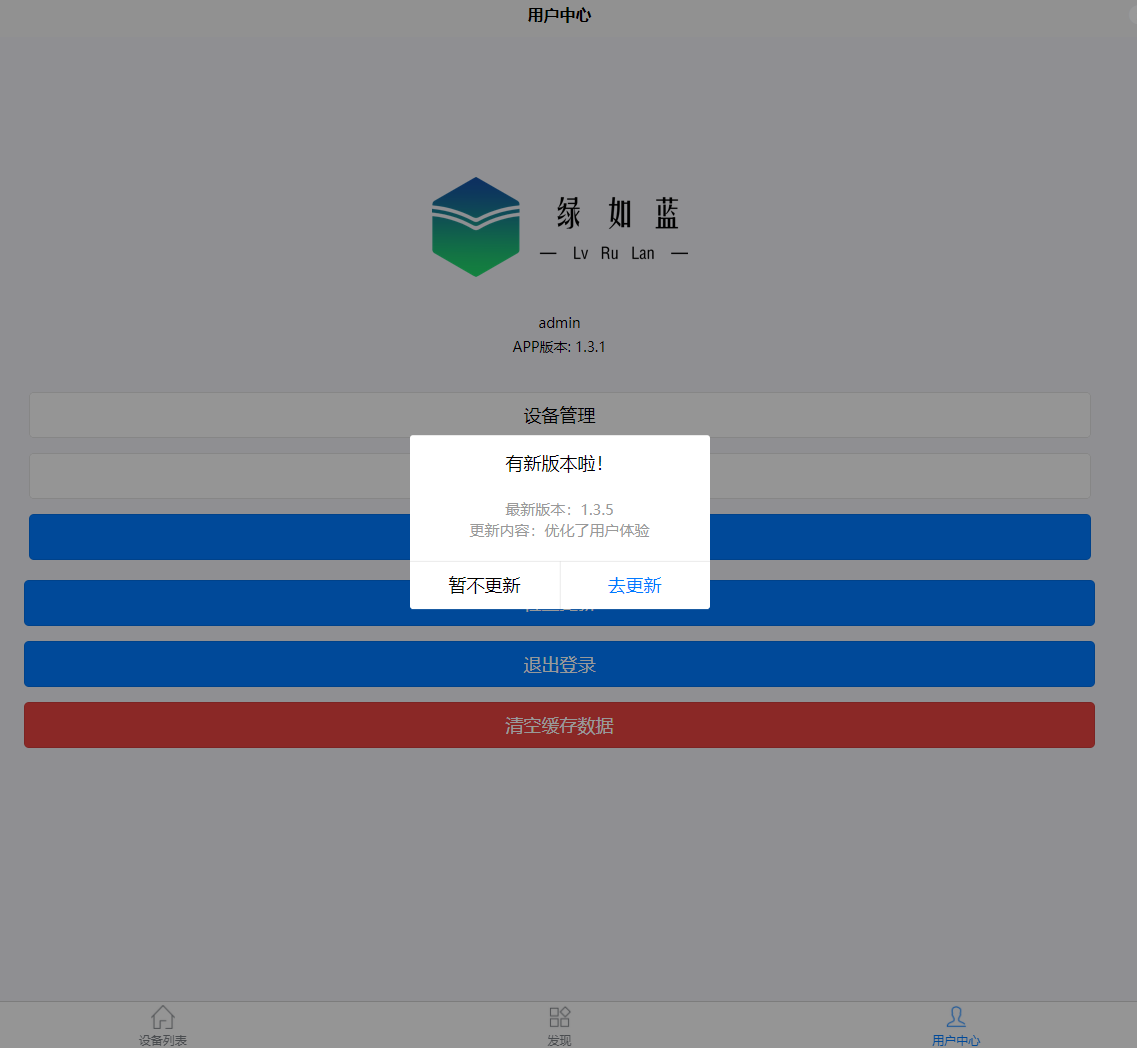 用户中心
绿如蓝
— Lv Ru Lan —
admin
APP版本: 1.3.1
设备管理
有新版本啦！
最新版本：1.3.5
更新内容：优化了用户体验
暂不更新
去更新
退出登录
清空缓存数据
设备列表
发现
用户中心